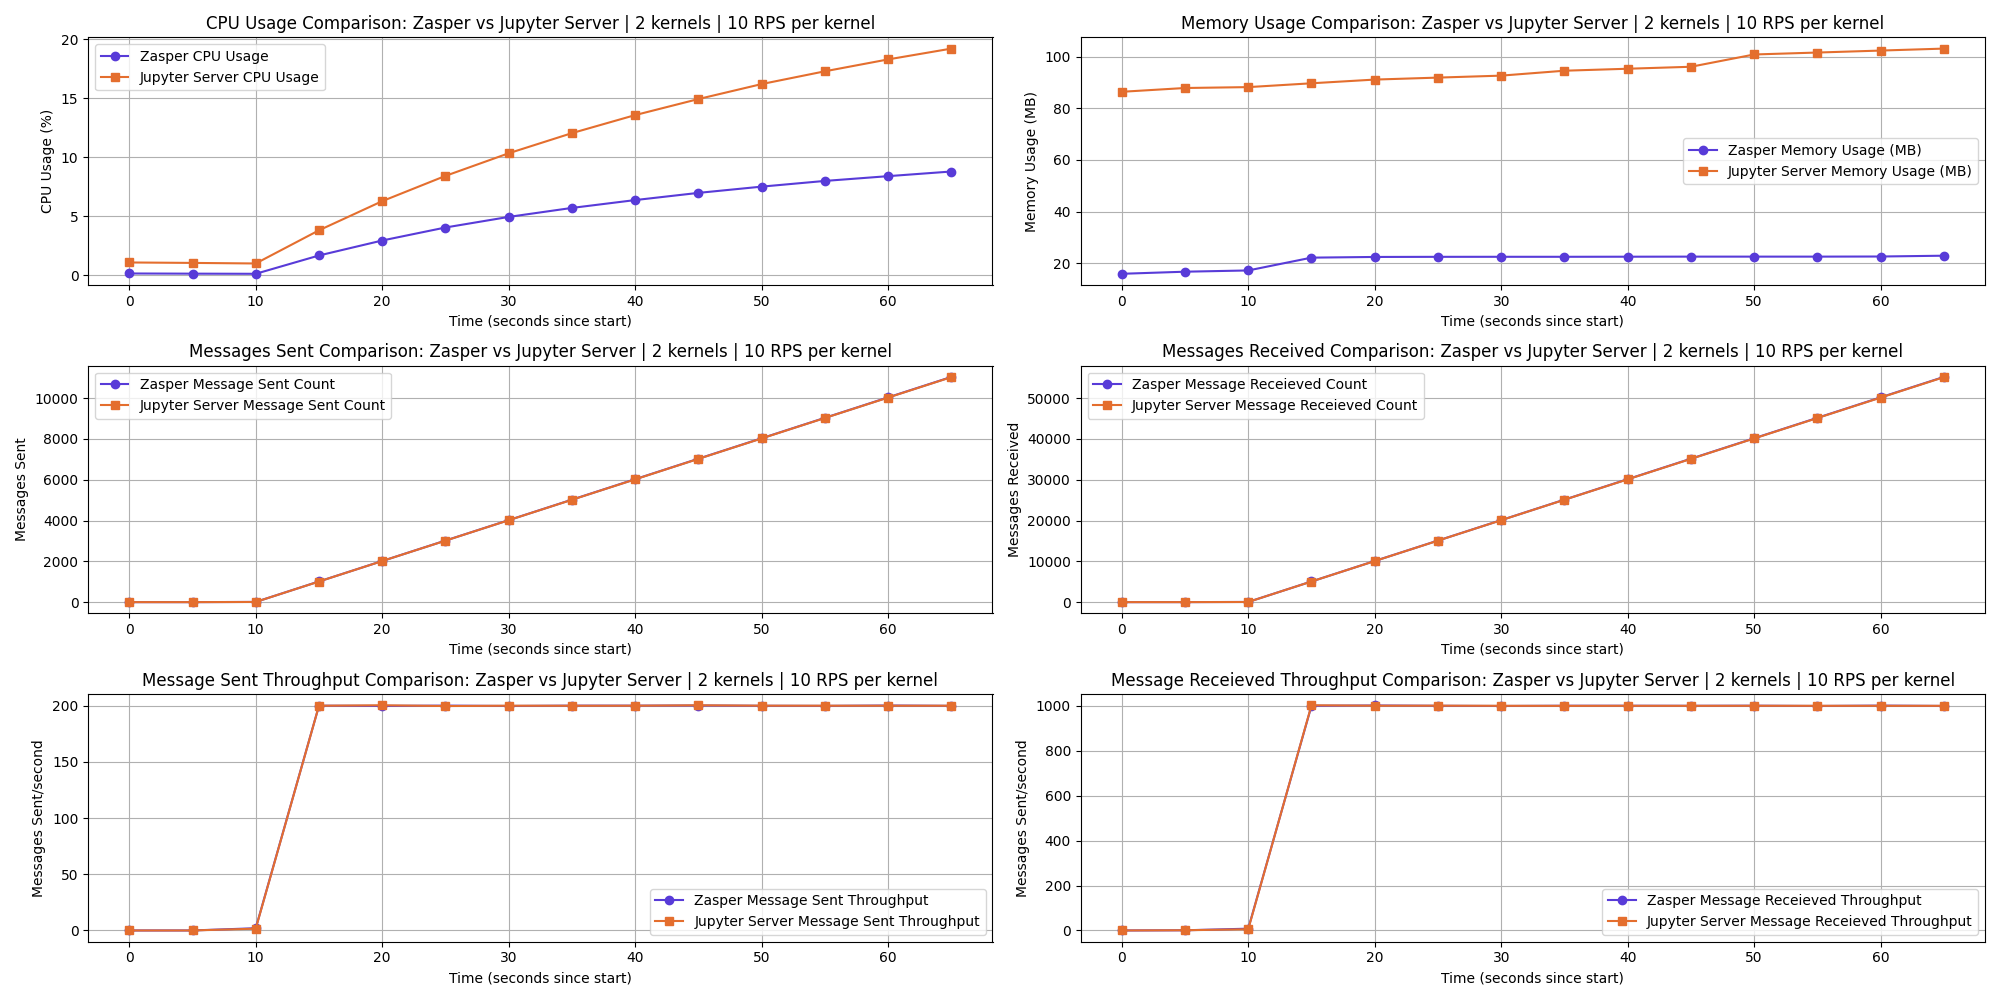 CPU Usage Comparison: Zasper vs Jupyter Server | 2 kernels | 10 RPS per kernel
Zasper CPU Usage
Jupyter Server CPU Usage
CPU Usage (%)
20
15
10
5
0
0 10 20 30 40 50 60
Time (seconds since start)
Memory Usage Comparison: Zasper vs Jupyter Server | 2 kernels | 10 RPS per kernel
Zasper Memory Usage (MB)
Jupyter Server Memory Usage (MB)
Memory Usage (MB)
100
80
60
40
20
0 10 20 30 40 50 60
Time (seconds since start)
Messages Sent Comparison: Zasper vs Jupyter Server | 2 kernels | 10 RPS per kernel
Zasper Message Sent Count
Jupyter Server Message Sent Count
Messages Sent
10000
8000
6000
4000
2000
0
0 10 20 30 40 50 60
Time (seconds since start)
Messages Received Comparison: Zasper vs Jupyter Server | 2 kernels | 10 RPS per kernel
Zasper Message Receieved Count
Jupyter Server Message Receieved Count
Messages Received
50000
40000
30000
20000
10000
0
0 10 20 30 40 50 60
Time (seconds since start)
Message Sent Throughput Comparison: Zasper vs Jupyter Server | 2 kernels | 10 RPS per kernel
Zasper Message Sent Throughput
Jupyter Server Message Sent Throughput
Messages Sent/second
200
150
100
50
0
0 10 20 30 40 50 60
Time (seconds since start)
Message Receieved Throughput Comparison: Zasper vs Jupyter Server | 2 kernels | 10 RPS per kernel
Zasper Message Receieved Throughput
Jupyter Server Message Receieved Throughput
Messages Sent/second
1000
800
600
400
200
0
0 10 20 30 40 50 60
Time (seconds since start)